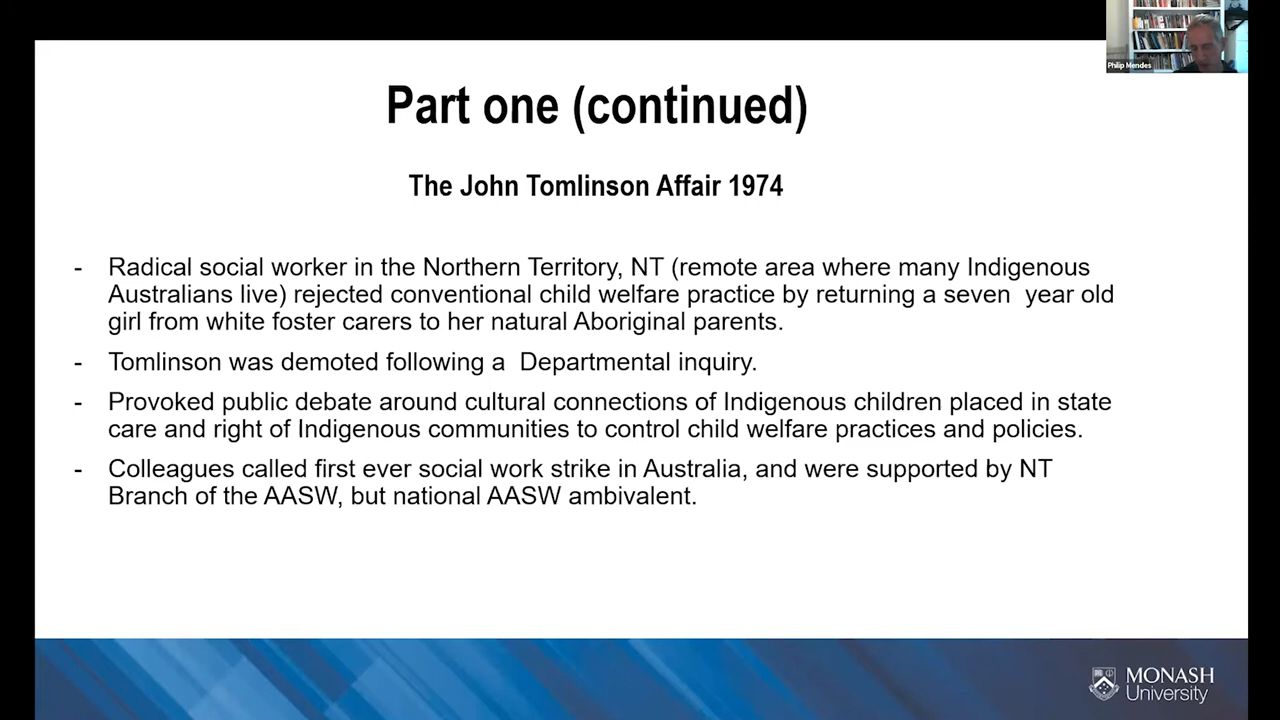 Philip Mendes
Part one (continued)
The John Tomlinson Affair 1974
- Radical social worker in the Northern Territory, NT (remote area where many Indigenous
Australians live) rejected conventional child welfare practice by returning a seven  year old
girl from white foster carers to her natural Aboriginal parents.
- Tomlinson was demoted following a  Departmental inquiry.
- Provoked public debate around cultural connections of Indigenous children placed in state
care and right of Indigenous communities to control child welfare practices and policies.
- Colleagues called first ever social work strike in Australia, and were supported by NT
Branch of the AASW, but national AASW ambivalent.
MONASH
University